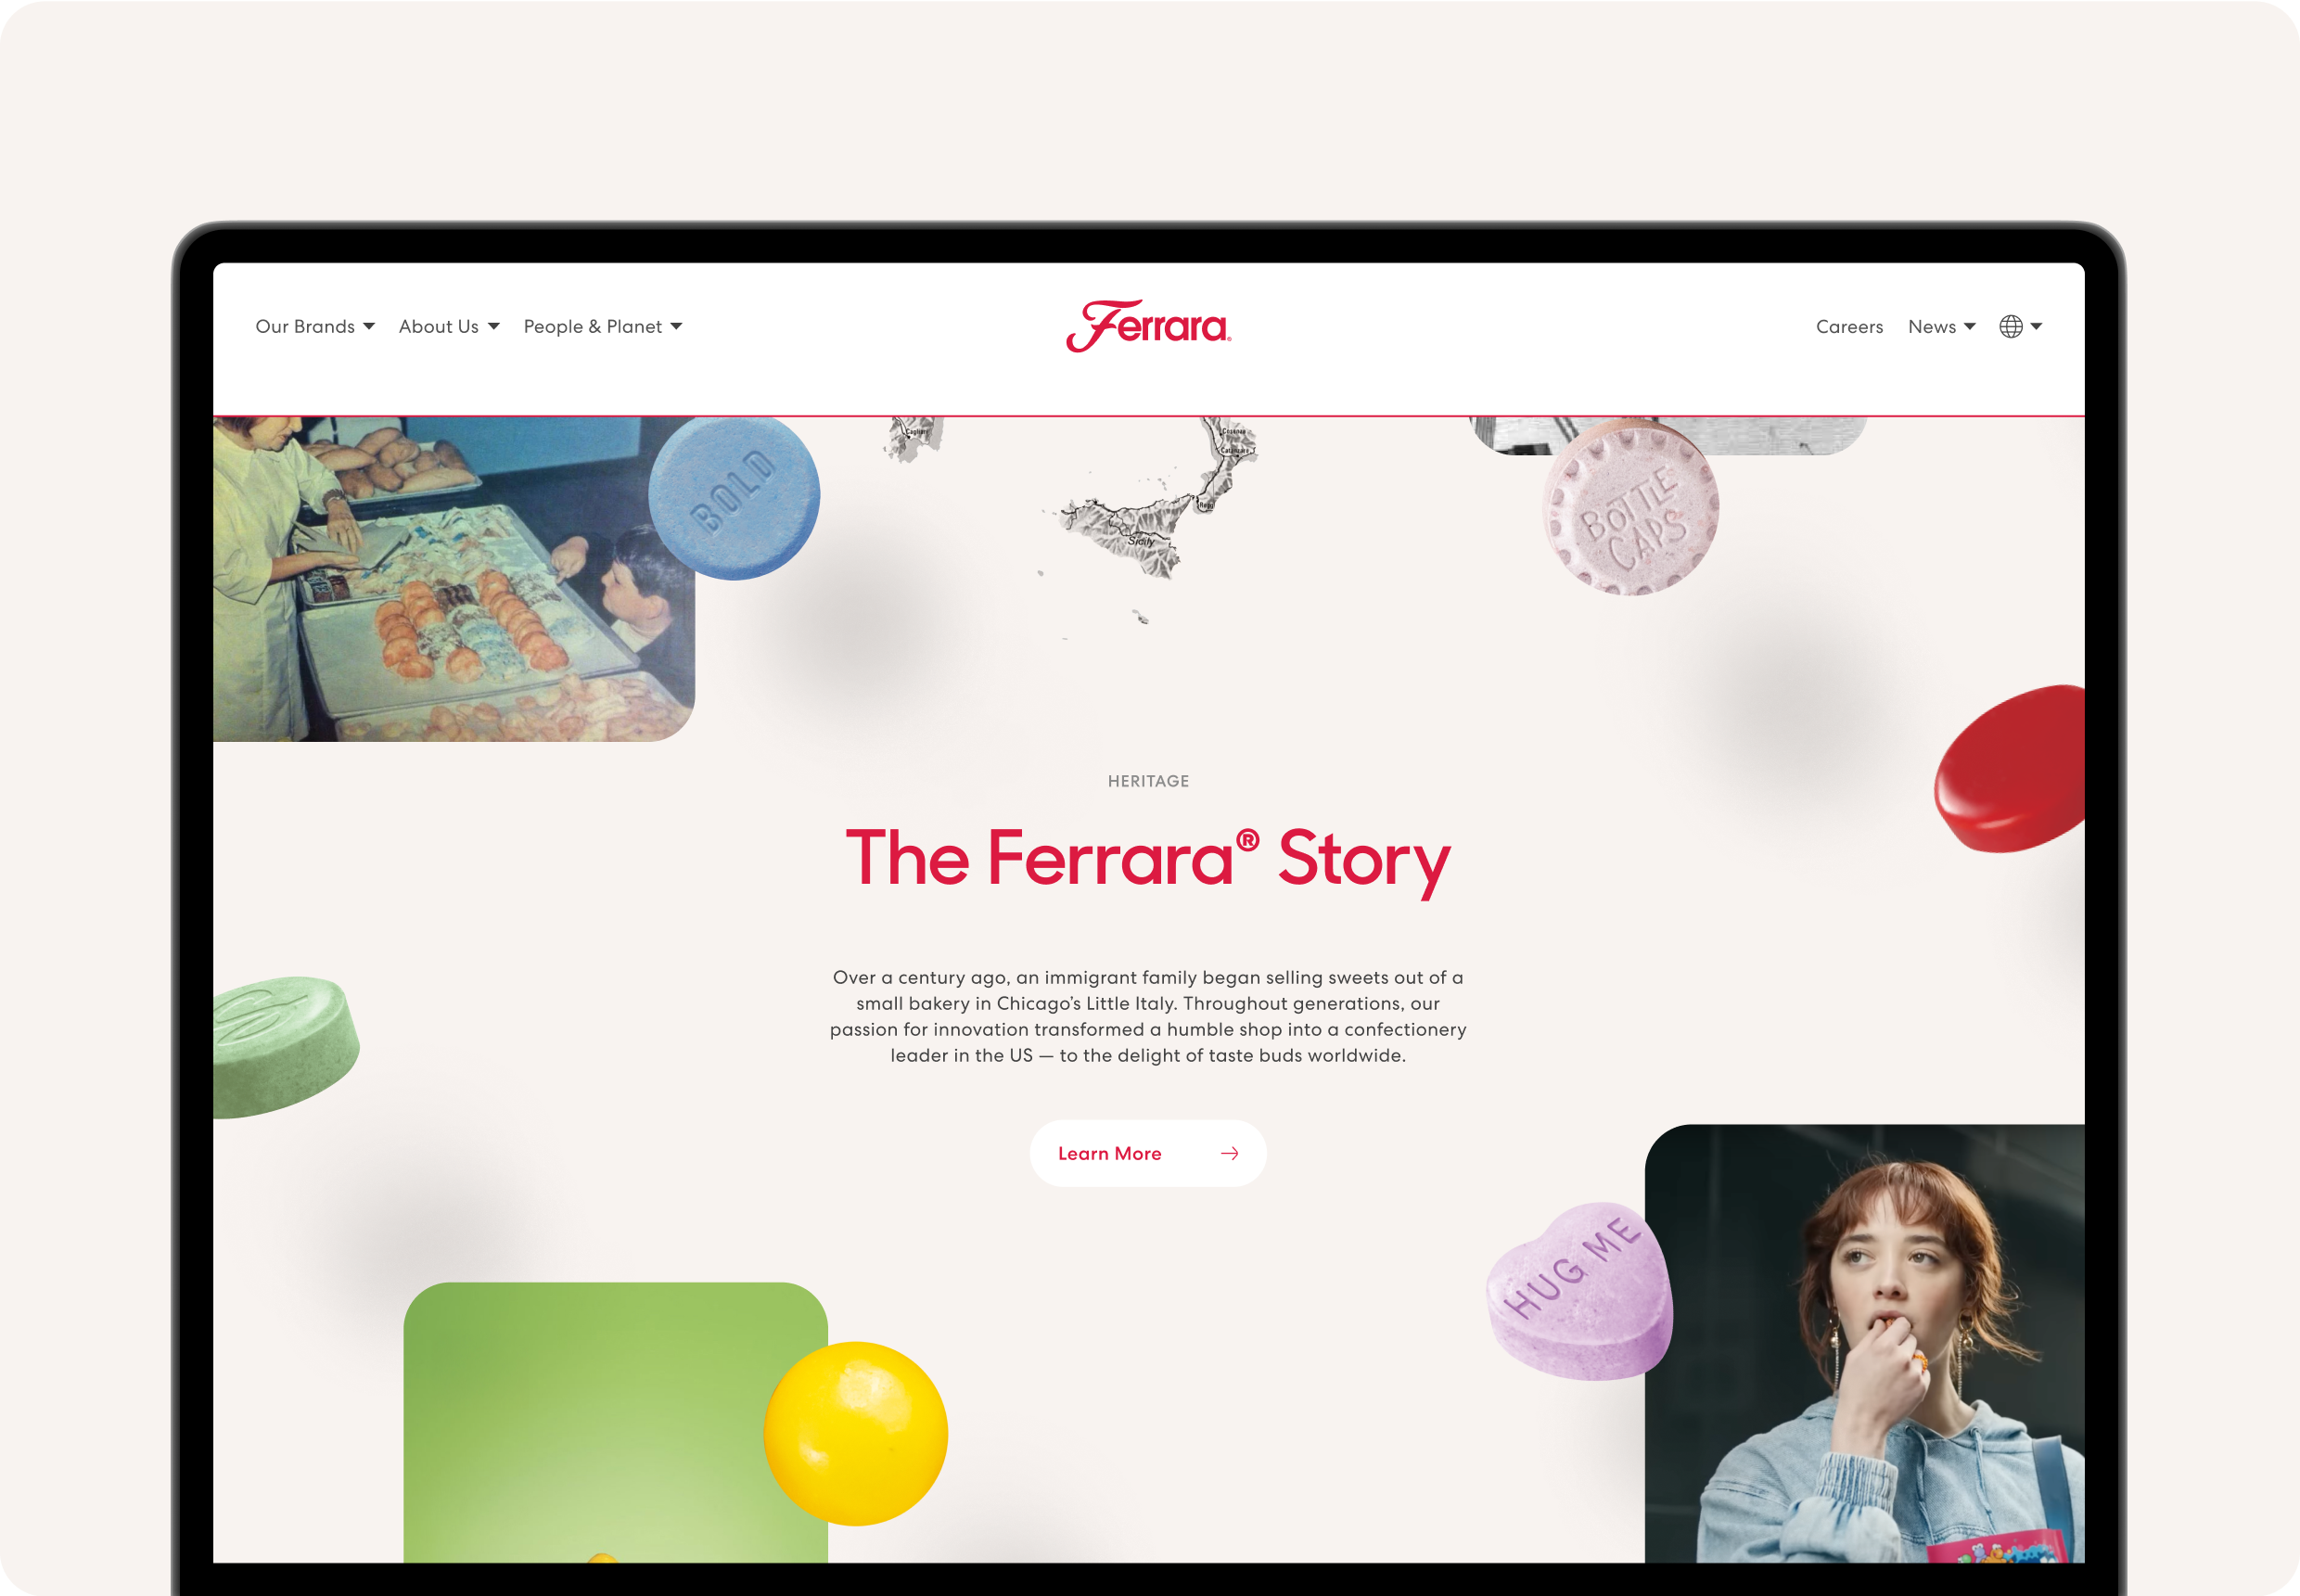 Our Brands
About Us
People & Planet
Ferrara®
Careers
News
Cagliari
Cosenza
Catanzaro
Sicily
BOLD
BOTTLE
CAPS
HERITAGE
The Ferrara® Story
Over a century ago, an immigrant family began selling sweets out of a
small bakery in Chicago’s Little Italy. Throughout generations, our
passion for innovation transformed a humble shop into a confectionery
leader in the US — to the delight of taste buds worldwide.
Learn More
HUG ME